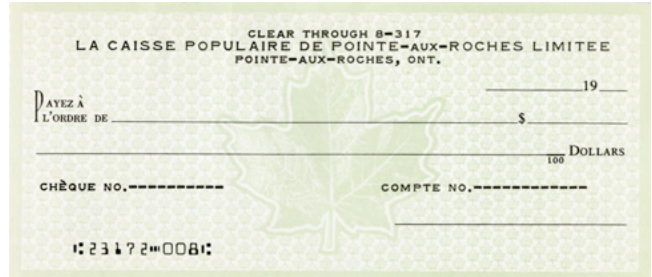 CLEAR THROUGH 8-317
LA CAISSE POPULAIRE DE POINTE-AUX-ROCHES LIMITEE
POINTE-AUX-ROCHES, ONT.
19
PAYEZ À
L'ORDRE DE $
100 DOLLARS
CHÈQUE NO.---------- COMPTE NO.------------
⑆23172⑉008⑆